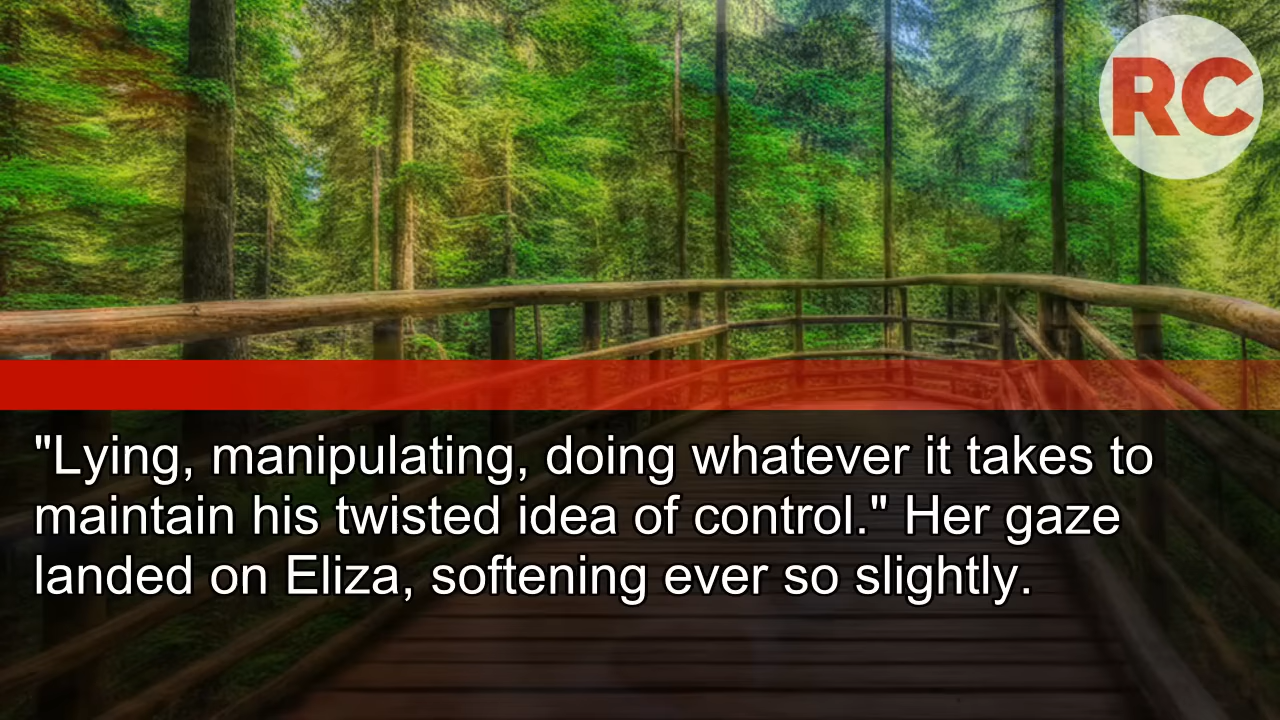 RC
"Lying, manipulating, doing whatever it takes to
maintain his twisted idea of control." Her gaze
landed on Eliza, softening ever so slightly.